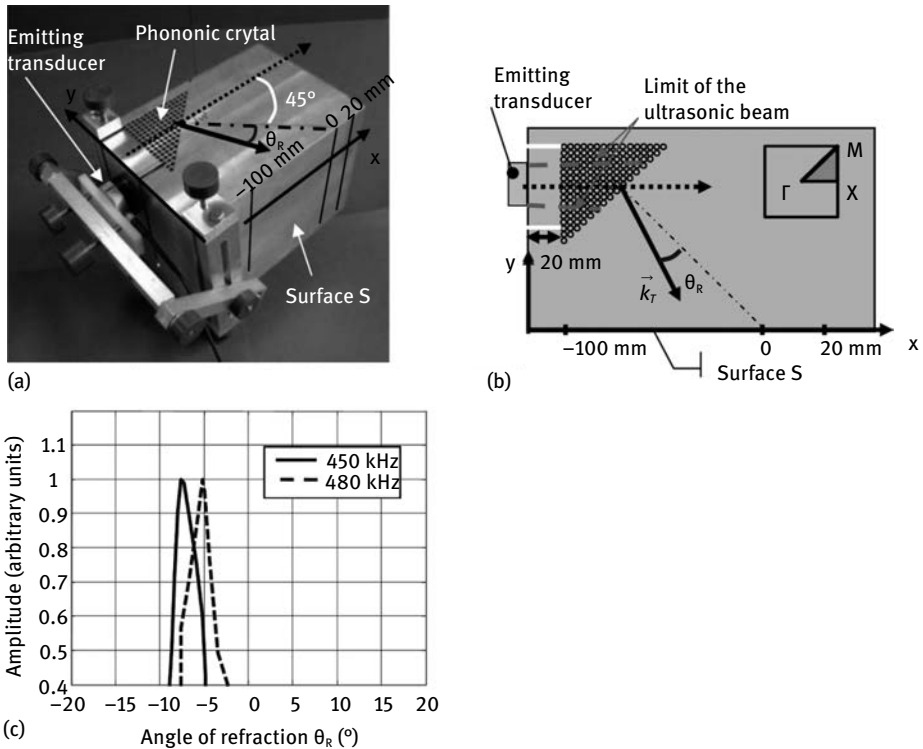 Emitting
transducer
Phononic crytal
y
45°
θR
0
20 mm
−100 mm
x
Surface S
(a)
Emitting
transducer
Limit of the
ultrasonic beam
M
Γ
X
20 mm
y
k⃗T
θR
−100 mm
0
20 mm
x
Surface S
(b)
Amplitude (arbitrary units)
1.1
1
0.9
0.8
0.7
0.6
0.5
0.4
450 kHz
480 kHz
−20
−15
−10
−5
0
5
10
15
20
Angle of refraction θR (°)
(c)